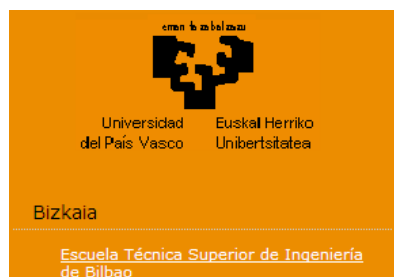 eman ta zabal zazu
Universidad Euskal Herriko
del País Vasco Unibertsitatea
Bizkaia
Escuela Técnica Superior de Ingeniería
de Bilbao